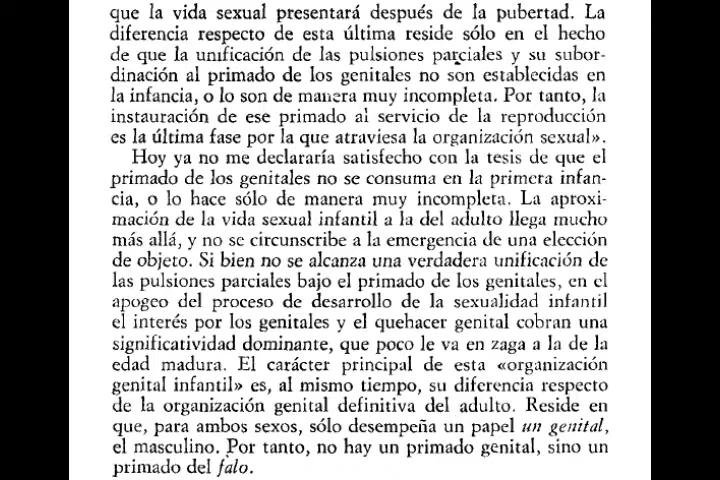 que la vida sexual presentará después de la pubertad. La
diferencia respecto de esta última reside sólo en el hecho
de que la unificación de las pulsiones parciales y su subor-
dinación al primado de los genitales no son establecidas en
la infancia, o lo son de manera muy incompleta. Por tanto, la
instauración de ese primado al servicio de la reproducción
es la última fase por la que atraviesa la organización sexual».
Hoy ya no me declararía satisfecho con la tesis de que el
primado de los genitales no se consuma en la primera infan-
cia, o lo hace sólo de manera muy incompleta. La aproxi-
mación de la vida sexual infantil a la del adulto llega mucho
más allá, y no se circunscribe a la emergencia de una elección
de objeto. Si bien no se alcanza una verdadera unificación de
las pulsiones parciales bajo el primado de los genitales, en el
apogeo del proceso de desarrollo de la sexualidad infantil
el interés por los genitales y el quehacer genital cobran una
significatividad dominante, que poco le va en zaga a la de la
edad madura. El carácter principal de esta «organización
genital infantil» es, al mismo tiempo, su diferencia respecto
de la organización genital definitiva del adulto. Reside en
que, para ambos sexos, sólo desempeña un papel un genital,
el masculino. Por tanto, no hay un primado genital, sino un
primado del falo.